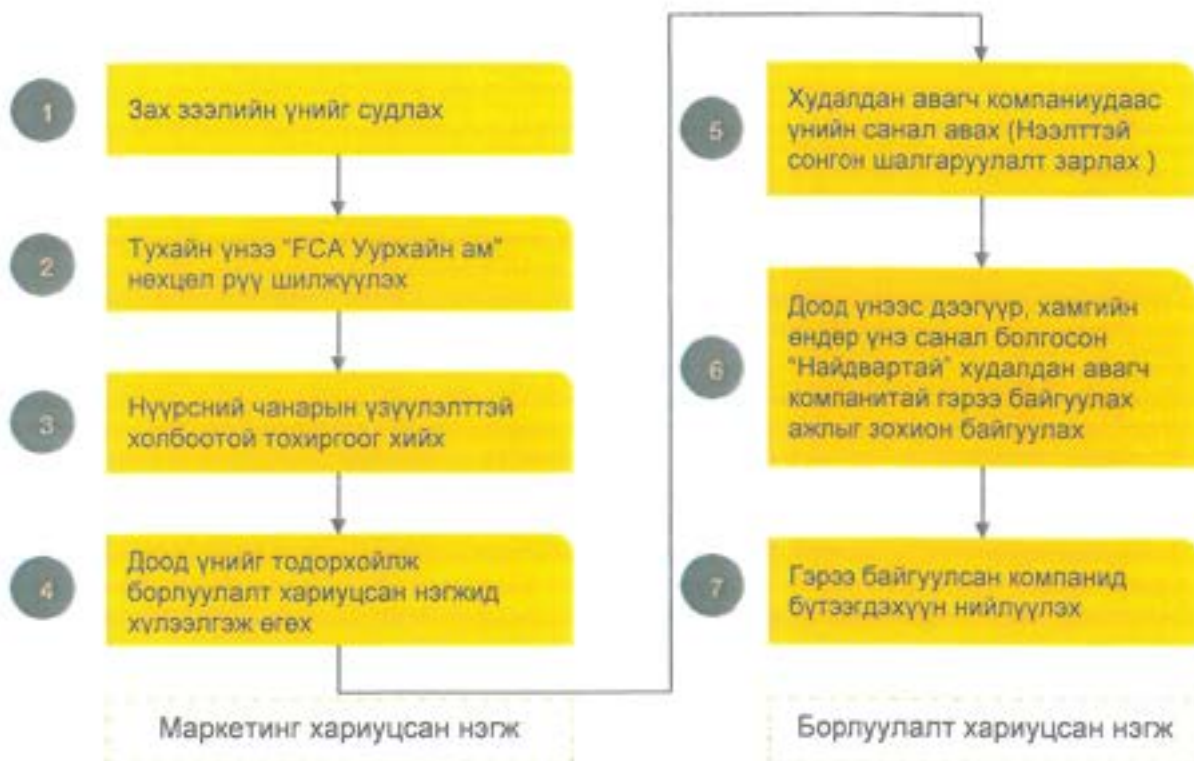 1
Зах зээлийн үнийг судлах
2
Тухайн үнээ "FCA Уурхайн ам"
нөхцөл рүү шилжүүлэх
3
Нүүрсний чанарын үзүүлэлттэй
холбоотой тохиргоог хийх
4
Доод үнийг тодорхойлж
борлуулалт хариуцсан нэгжид
хүлээлгэж өгөх
Маркетинг хариуцсан нэгж
5
Худалдан авагч компаниудаас
үнийн санал авах (Нээлттэй
сонгон шалгаруулалт зарлах )
6
Доод үнээс дээгүүр, хамгийн
өндөр үнэ санал болгосон
"Найдвартай" худалдан авагч
компанитай гэрээ байгуулах
ажлыг зохион байгуулах
7
Гэрээ байгуулсан компанид
бүтээгдэхүүн нийлүүлэх
Борлуулалт хариуцсан нэгж